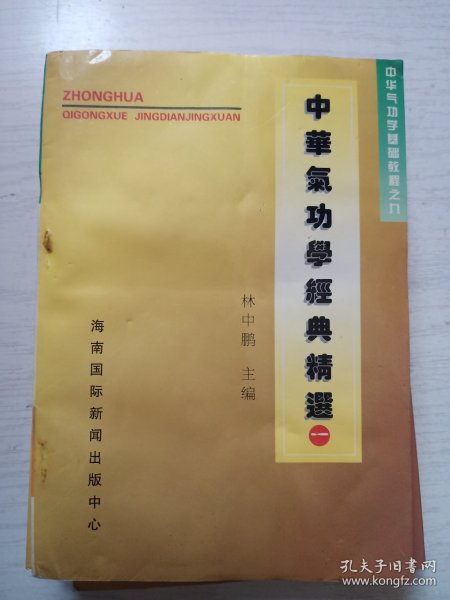 中华气功学基础教程之九
ZHONGHUA
QIGONGXUE JINGDIANJINGXUAN
中華氣功學經典精選
一
林中鹏 主编
海南国际新闻出版中心
孔夫子旧书网
www.kongfz.com